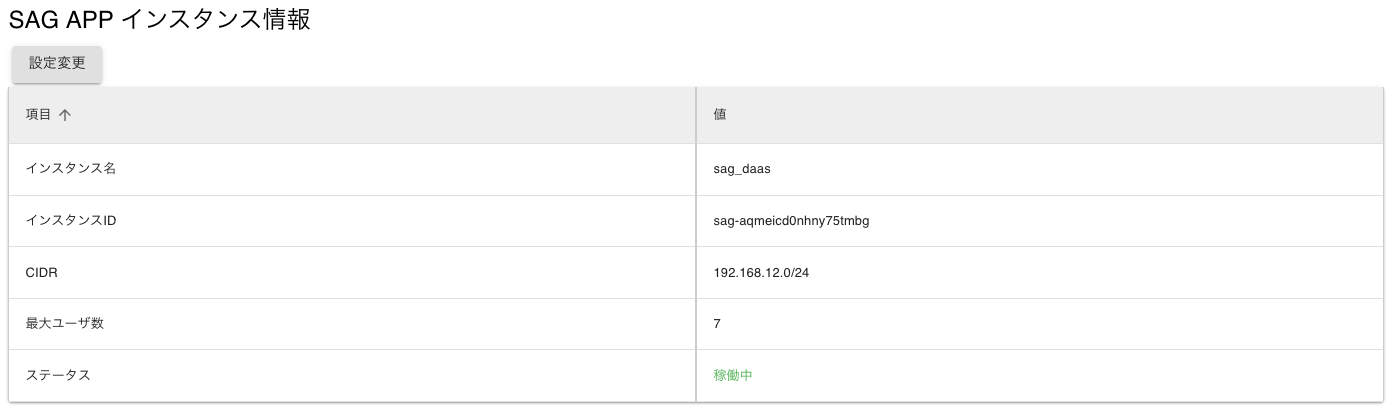 SAG APP インスタンス情報
設定変更
項目 ↑ 値
インスタンス名 sag_daas
インスタンスID sag-aqmeicd0nhny75tmbg
CIDR 192.168.12.0/24
最大ユーザ数 7
ステータス 稼働中